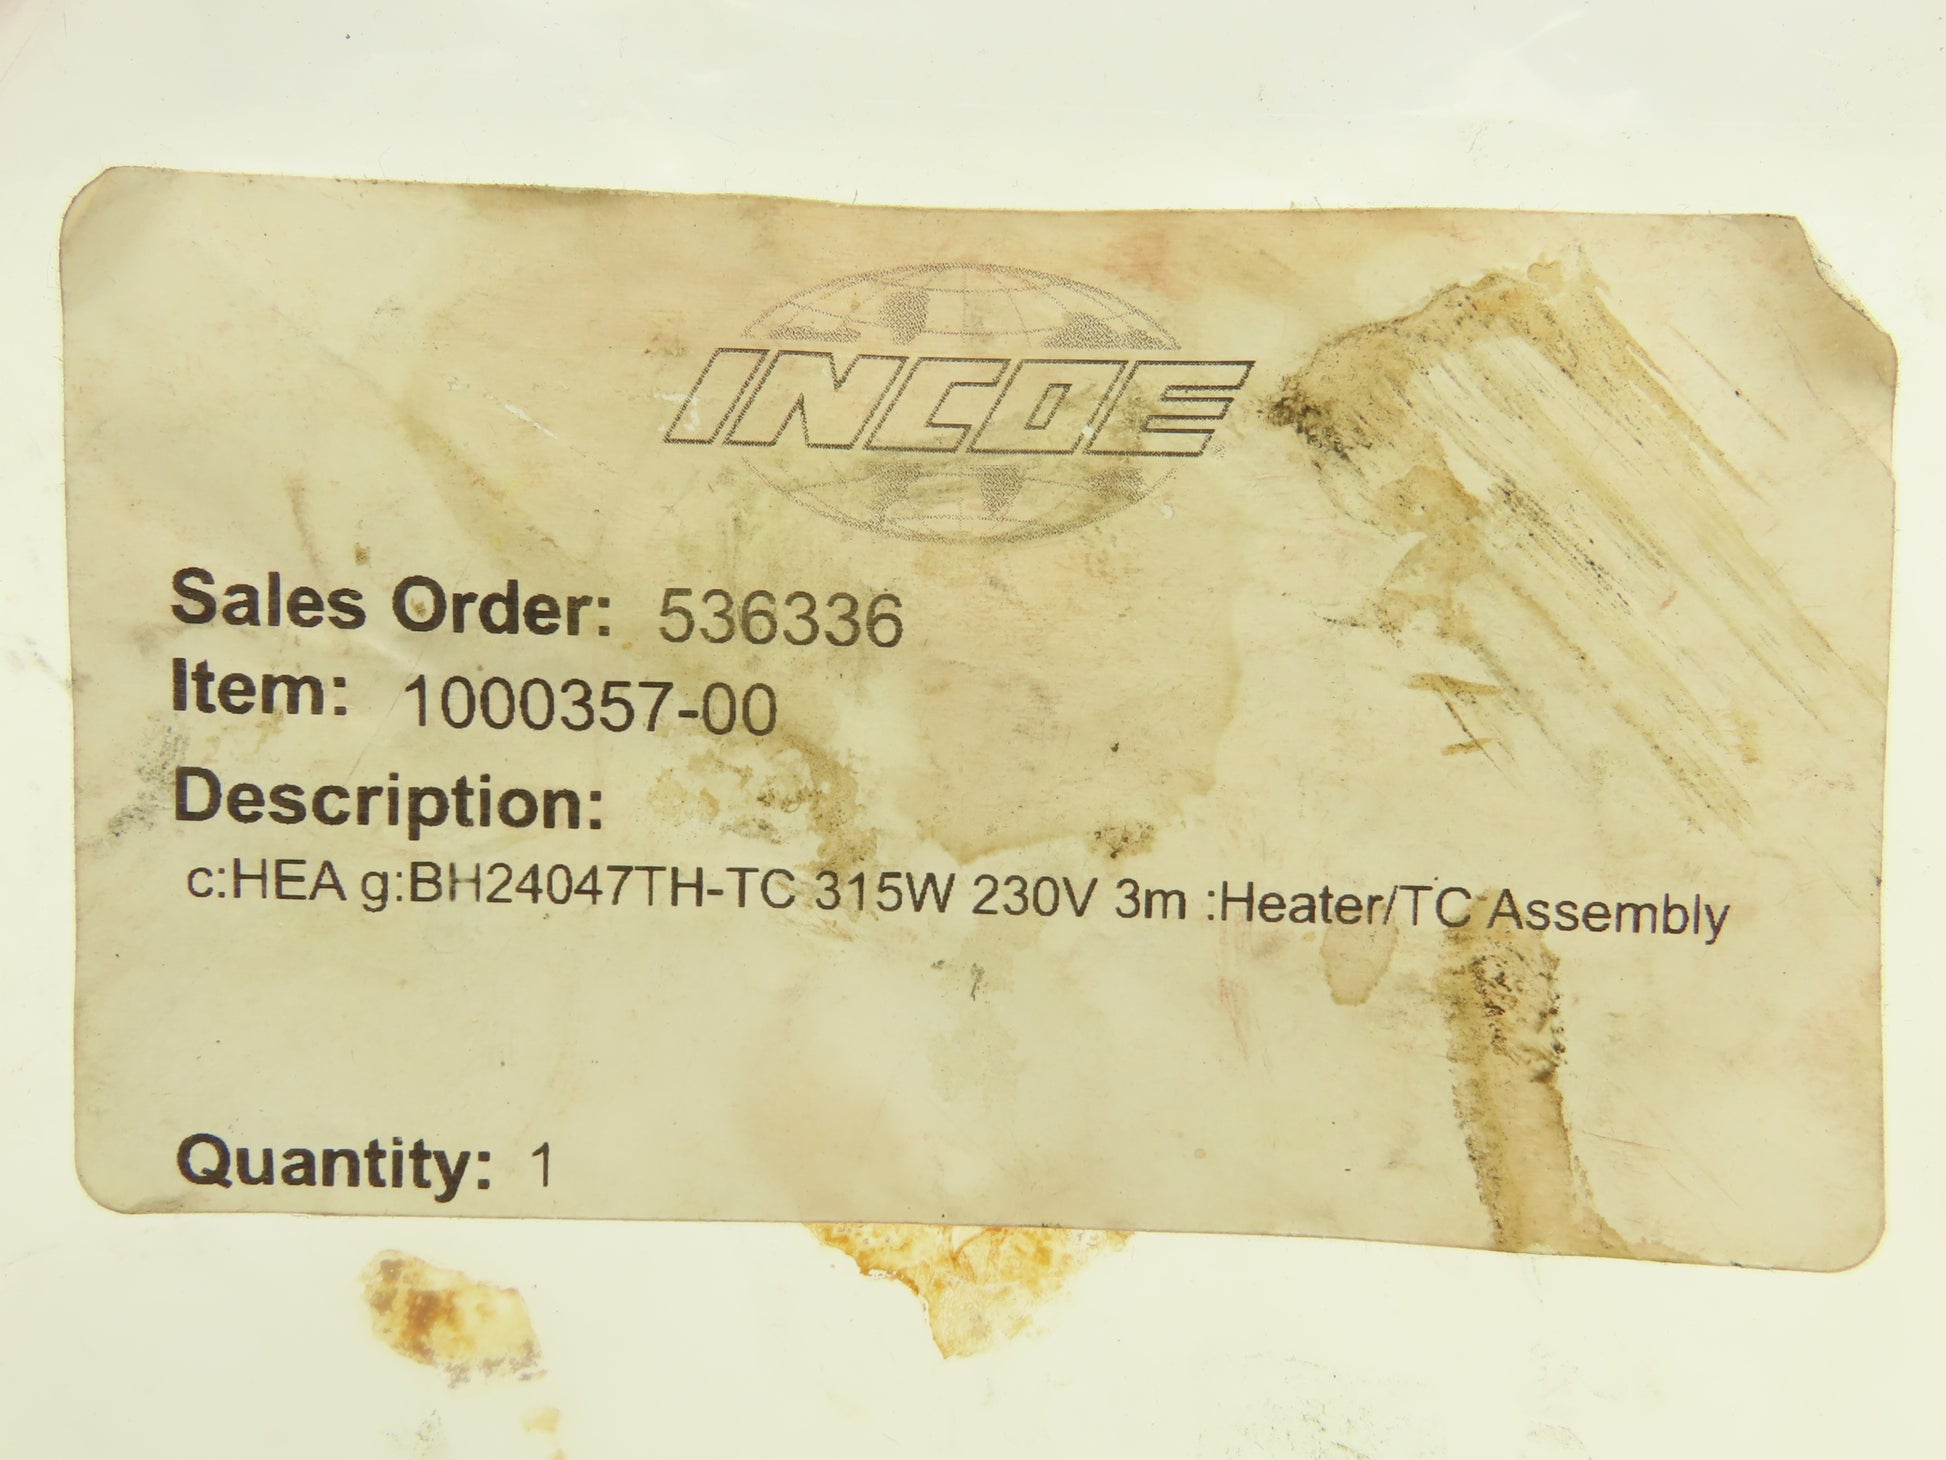 INCOE
Sales Order: 536336
Item: 1000357-00
Description:
c:HEA g:BH24047TH-TC 315W 230V 3m :Heater/TC Assembly
Quantity: 1